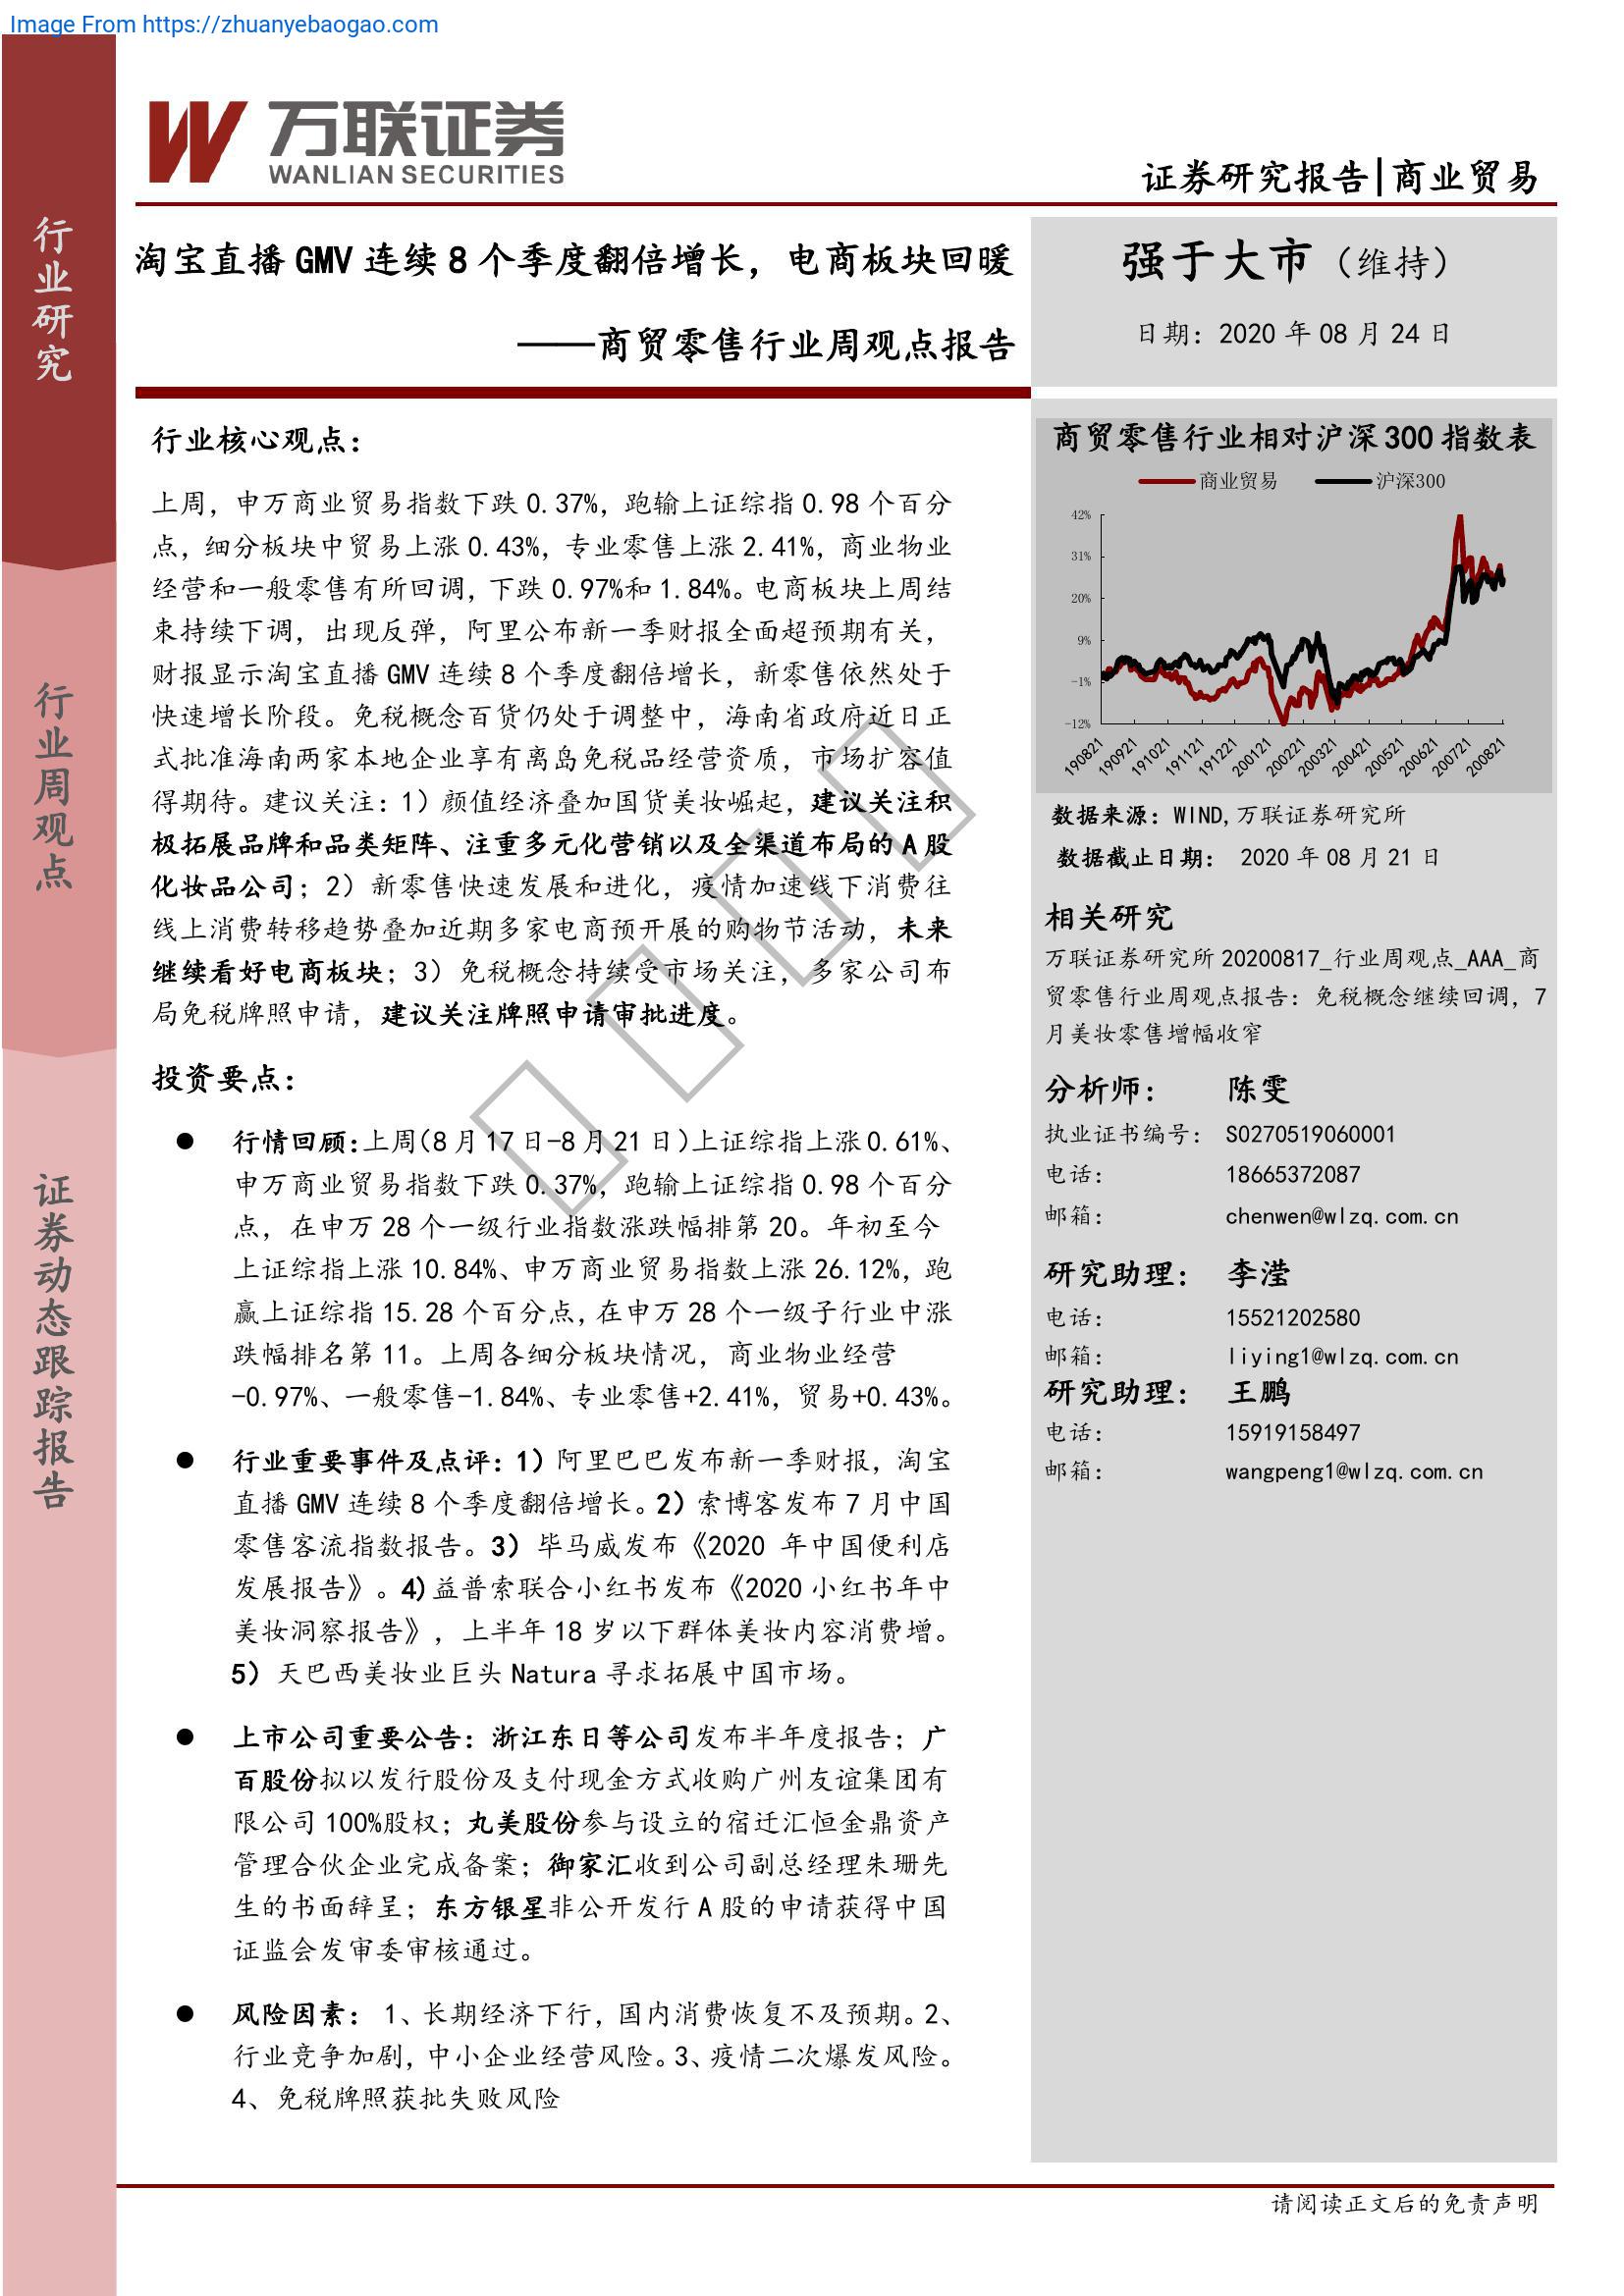 Image From https://zhuanyebaogao.com
万联证券
WANLIAN SECURITIES
证券研究报告|商业贸易
行业研究
行业周观点
证券动态跟踪报告
淘宝直播 GMV 连续 8 个季度翻倍增长，电商板块回暖
——商贸零售行业周观点报告
强于大市（维持）
日期：2020 年 08 月 24 日
行业核心观点：
上周，申万商业贸易指数下跌 0.37%，跑输上证综指 0.98 个百分
点，细分板块中贸易上涨 0.43%，专业零售上涨 2.41%，商业物业
经营和一般零售有所回调，下跌 0.97%和 1.84%。电商板块上周结
束持续下调，出现反弹，阿里公布新一季财报全面超预期有关，
财报显示淘宝直播 GMV 连续 8 个季度翻倍增长，新零售依然处于
快速增长阶段。免税概念百货仍处于调整中，海南省政府近日正
式批准海南两家本地企业享有离岛免税品经营资质，市场扩容值
得期待。建议关注：1）颜值经济叠加国货美妆崛起，建议关注积
极拓展品牌和品类矩阵、注重多元化营销以及全渠道布局的 A 股
化妆品公司；2）新零售快速发展和进化，疫情加速线下消费往
线上消费转移趋势叠加近期多家电商预开展的购物节活动，未来
继续看好电商板块；3）免税概念持续受市场关注，多家公司布
局免税牌照申请，建议关注牌照申请审批进度。
投资要点：
● 行情回顾：上周（8 月 17 日-8 月 21 日）上证综指上涨 0.61%、
申万商业贸易指数下跌 0.37%，跑输上证综指 0.98 个百分
点，在申万 28 个一级行业指数涨跌幅排第 20。年初至今
上证综指上涨 10.84%、申万商业贸易指数上涨 26.12%，跑
赢上证综指 15.28 个百分点，在申万 28 个一级子行业中涨
跌幅排名第 11。上周各细分板块情况，商业物业经营
-0.97%、一般零售-1.84%、专业零售+2.41%，贸易+0.43%。
● 行业重要事件及点评：1）阿里巴巴发布新一季财报，淘宝
直播 GMV 连续 8 个季度翻倍增长。2）索博客发布 7 月中国
零售客流指数报告。3）毕马威发布《2020 年中国便利店
发展报告》。4)益普索联合小红书发布《2020 小红书年中
美妆洞察报告》，上半年 18 岁以下群体美妆内容消费增。
5）天巴西美妆业巨头 Natura 寻求拓展中国市场。
● 上市公司重要公告：浙江东日等公司发布半年度报告；广
百股份拟以发行股份及支付现金方式收购广州友谊集团有
限公司 100%股权；丸美股份参与设立的宿迁汇恒金鼎资产
管理合伙企业完成备案；御家汇收到公司副总经理朱珊先
生的书面辞呈；东方银星非公开发行 A 股的申请获得中国
证监会发审委审核通过。
● 风险因素： 1、长期经济下行，国内消费恢复不及预期。2、
行业竞争加剧，中小企业经营风险。3、疫情二次爆发风险。
4、免税牌照获批失败风险
商贸零售行业相对沪深 300 指数表
商业贸易 沪深300
42%
31%
20%
9%
-1%
-12%
190821 190921 191021 191121 191221 200121 200221 200321 200421 200521 200621 200721 200821
数据来源：WIND,万联证券研究所
数据截止日期： 2020 年 08 月 21 日
相关研究
万联证券研究所 20200817_行业周观点_AAA_商
贸零售行业周观点报告：免税概念继续回调，7
月美妆零售增幅收窄
分析师： 陈雯
执业证书编号： S0270519060001
电话： 18665372087
邮箱： chenwen@wlzq.com.cn
研究助理： 李滢
电话： 15521202580
邮箱： liying1@wlzq.com.cn
研究助理： 王鹏
电话： 15919158497
邮箱： wangpeng1@wlzq.com.cn
请阅读正文后的免责声明